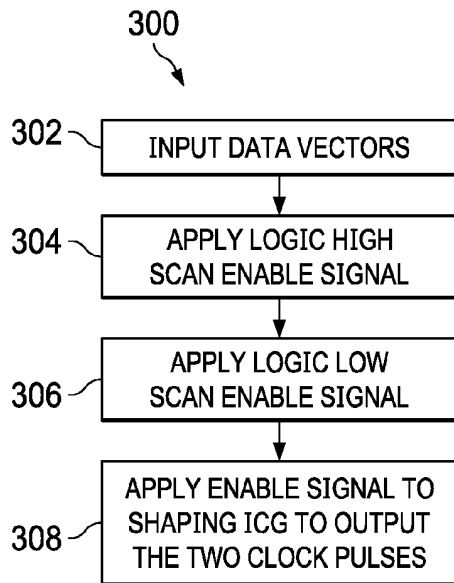 300
302
INPUT DATA VECTORS
304
APPLY LOGIC HIGH
SCAN ENABLE SIGNAL
306
APPLY LOGIC LOW
SCAN ENABLE SIGNAL
308
APPLY ENABLE SIGNAL TO
SHAPING ICG TO OUTPUT
THE TWO CLOCK PULSES